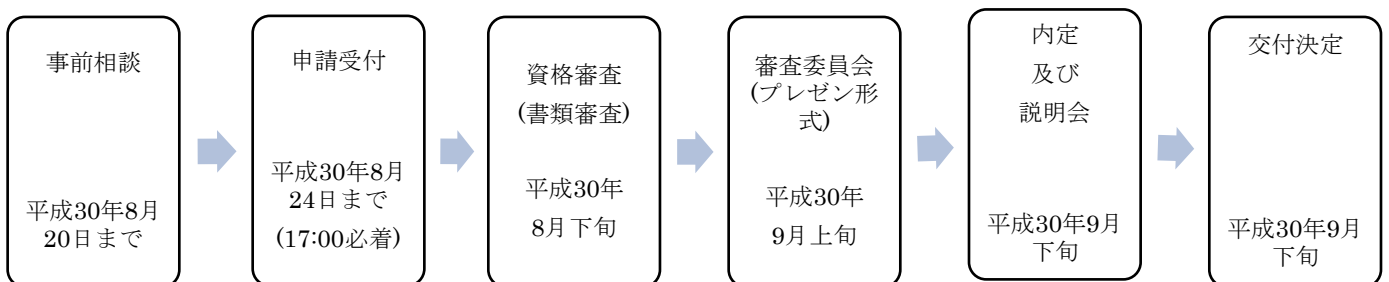 事前相談
平成30年8月
20日まで
申請受付
平成30年8月
24日まで
(17:00必着)
資格審査
(書類審査)
平成30年
8月下旬
審査委員会
(プレゼン形
式)
平成30年
9月上旬
内定
及び
説明会
平成30年9月
下旬
交付決定
平成30年9月
下旬